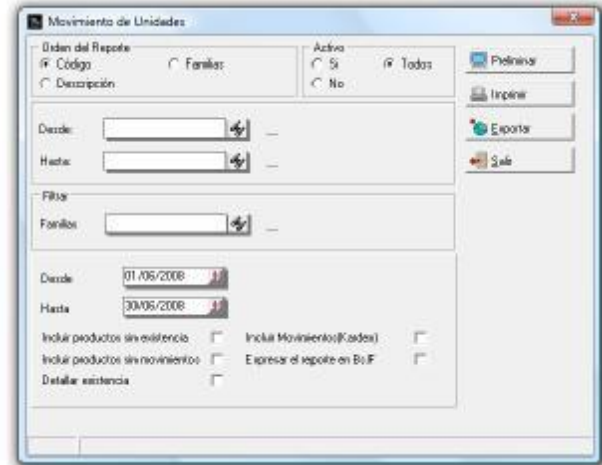 Movimiento de Unidades
Orden del Reporte
Código
Familias
Descripción
Activo
Si
Todos
No
Preliminar
Imprimir
Exportar
Salir
Desde:
...
Hasta:
...
Filtrar
Familias
...
Desde 01/06/2008
Hasta 30/06/2008
Incluir productos sin existencia
Incluir Movimientos(Kardex)
Incluir productos sin movimientos
Expresar el reporte en Bs.F
Detallar existencia